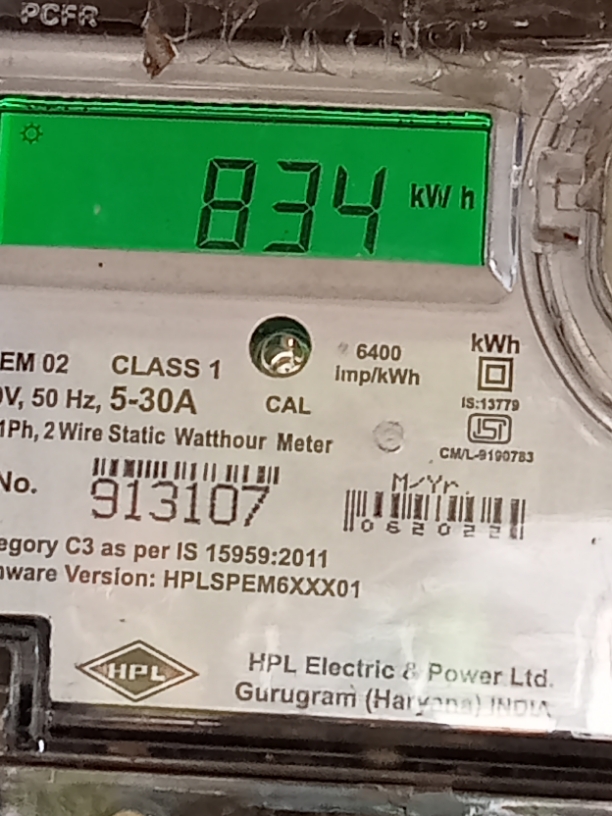 PCFR
834 kWh
EM 02 CLASS 1
6400
imp/kWh
kWh
V, 50 Hz, 5-30A
CAL
IS:13779
ISI
1Ph, 2 Wire Static Watthour Meter
CM/L-9190783
No. 913107
M/Yr.
062022
egory C3 as per IS 15959:2011
ware Version: HPLSPEM6XXX01
HPL
HPL Electric & Power Ltd.
Gurugram (Haryana) INDIA